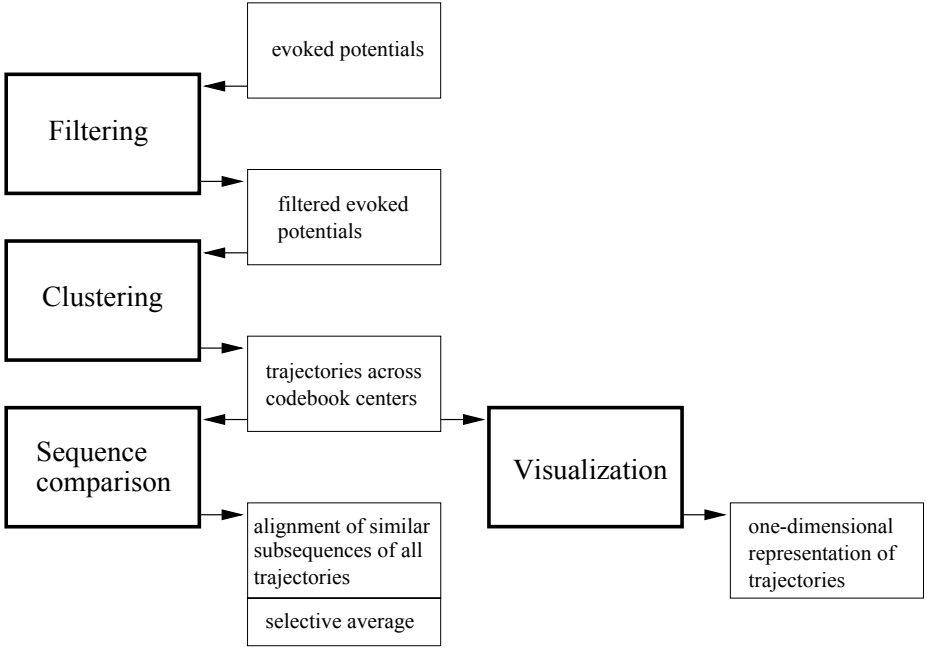 evoked potentials
Filtering
filtered evoked
potentials
Clustering
trajectories across
codebook centers
Sequence
comparison
Visualization
alignment of similar
subsequences of all
trajectories
selective average
one-dimensional
representation of
trajectories